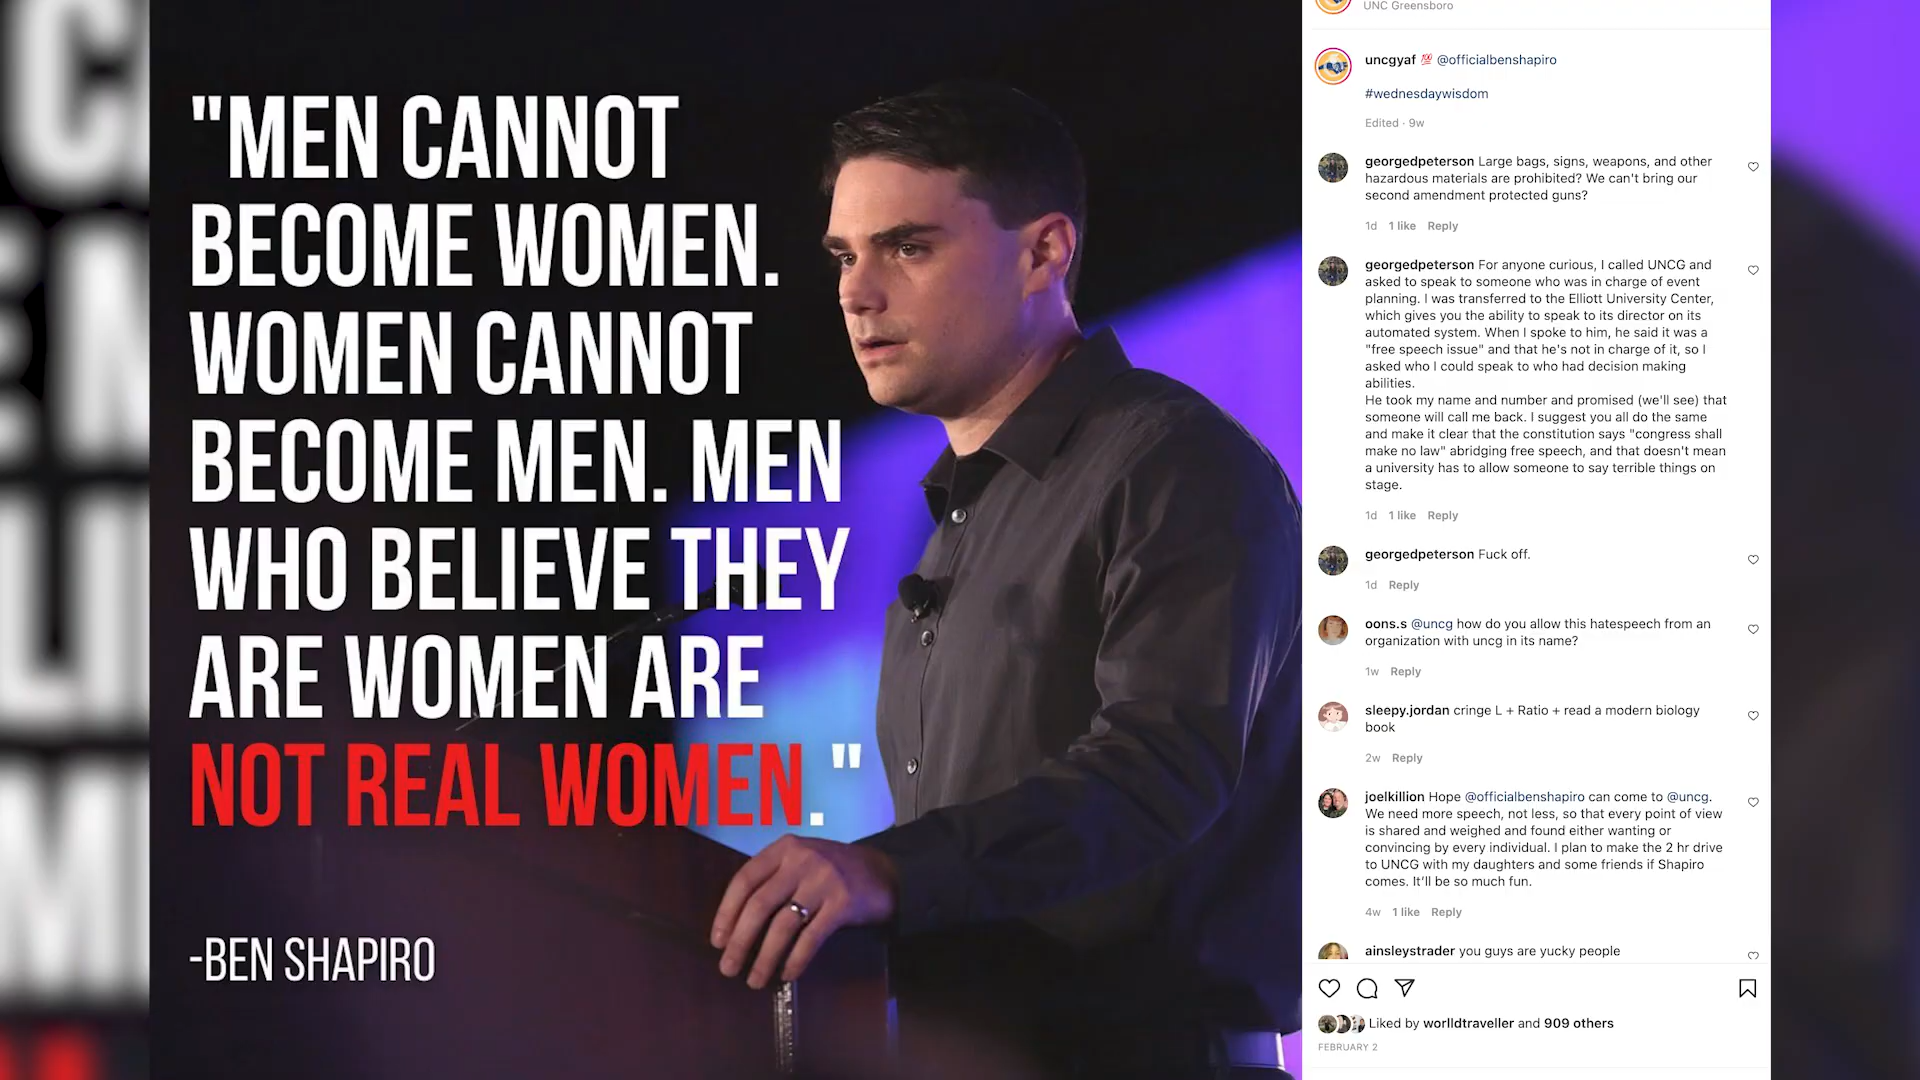 "MEN CANNOT
BECOME WOMEN.
WOMEN CANNOT
BECOME MEN. MEN
WHO BELIEVE THEY
ARE WOMEN ARE
NOT REAL WOMEN."
-BEN SHAPIRO
UNC Greensboro
uncgyaf 💯 @officialbenshapiro
#wednesdaywisdom
Edited · 9w
georgedpeterson Large bags, signs, weapons, and other
hazardous materials are prohibited? We can't bring our
second amendment protected guns?
1d 1 like Reply
georgedpeterson For anyone curious, I called UNCG and
asked to speak to someone who was in charge of event
planning. I was transferred to the Elliott University Center,
which gives you the ability to speak to its director on its
automated system. When I spoke to him, he said it was a
"free speech issue" and that he's not in charge of it, so I
asked who I could speak to who had decision making
abilities.
He took my name and number and promised (we'll see) that
someone will call me back. I suggest you all do the same
and make it clear that the constitution says "congress shall
make no law" abridging free speech, and that doesn't mean
a university has to allow someone to say terrible things on
stage.
1d 1 like Reply
georgedpeterson Fuck off.
1d Reply
oons.s @uncg how do you allow this hatespeech from an
organization with uncg in its name?
1w Reply
sleepy.jordan cringe L + Ratio + read a modern biology
book
2w Reply
joelkillion Hope @officialbenshapiro can come to @uncg.
We need more speech, not less, so that every point of view
is shared and weighed and found either wanting or
convincing by every individual. I plan to make the 2 hr drive
to UNCG with my daughters and some friends if Shapiro
comes. It'll be so much fun.
4w 1 like Reply
ainsleystrader you guys are yucky people
Liked by worlldtraveller and 909 others
FEBRUARY 2